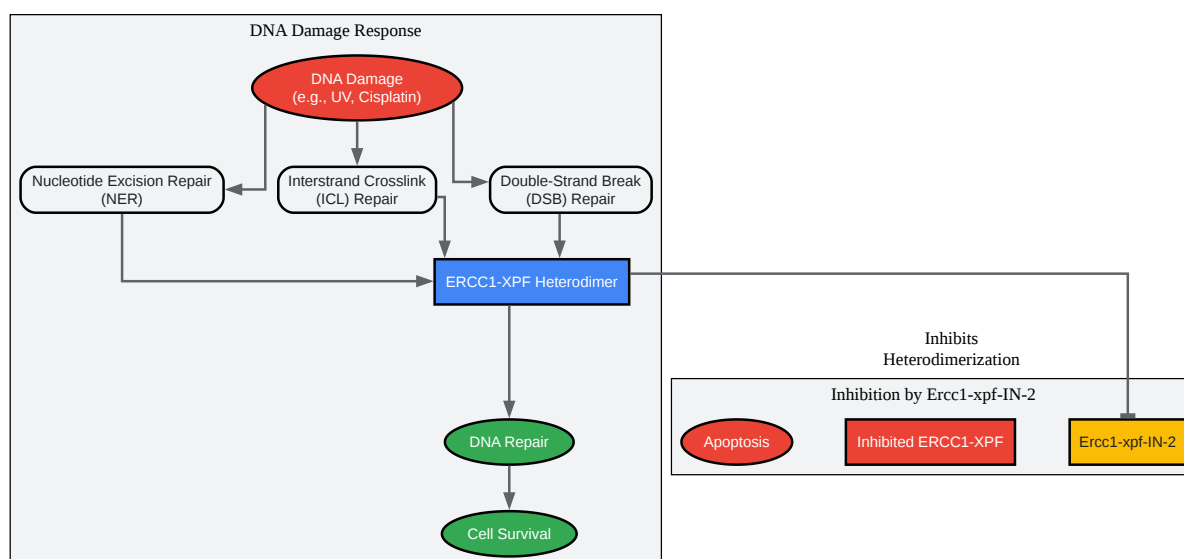 DNA Damage Response
DNA Damage
(e.g., UV, Cisplatin)
Nucleotide Excision Repair
(NER)
Interstrand Crosslink
(ICL) Repair
Double-Strand Break
(DSB) Repair
ERCC1-XPF Heterodimer
Inhibits
Heterodimerization
Inhibition by Ercc1-xpf-IN-2
Apoptosis
Inhibited ERCC1-XPF
Ercc1-xpf-IN-2
DNA Repair
Cell Survival